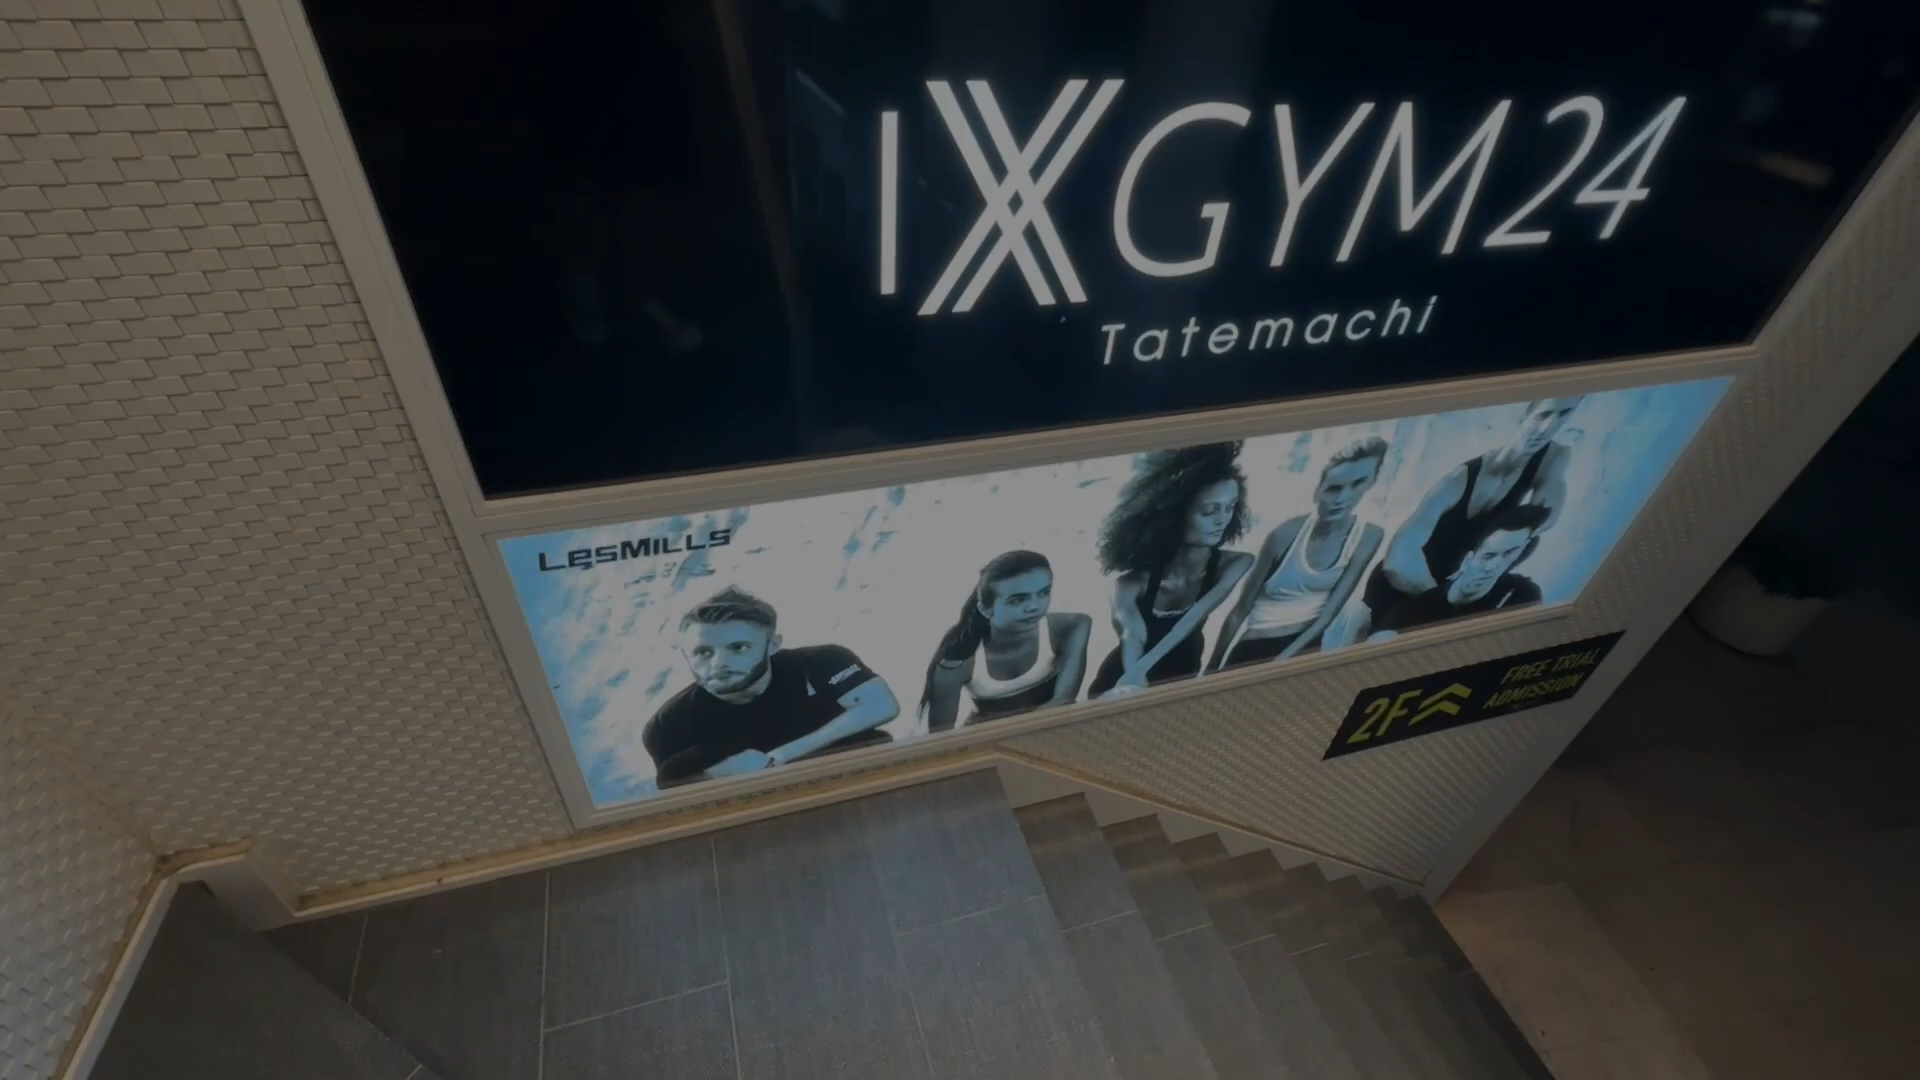 IXGYM24
Tatemachi
LESMILLS
2F
FREE TRIAL
ADMISSION